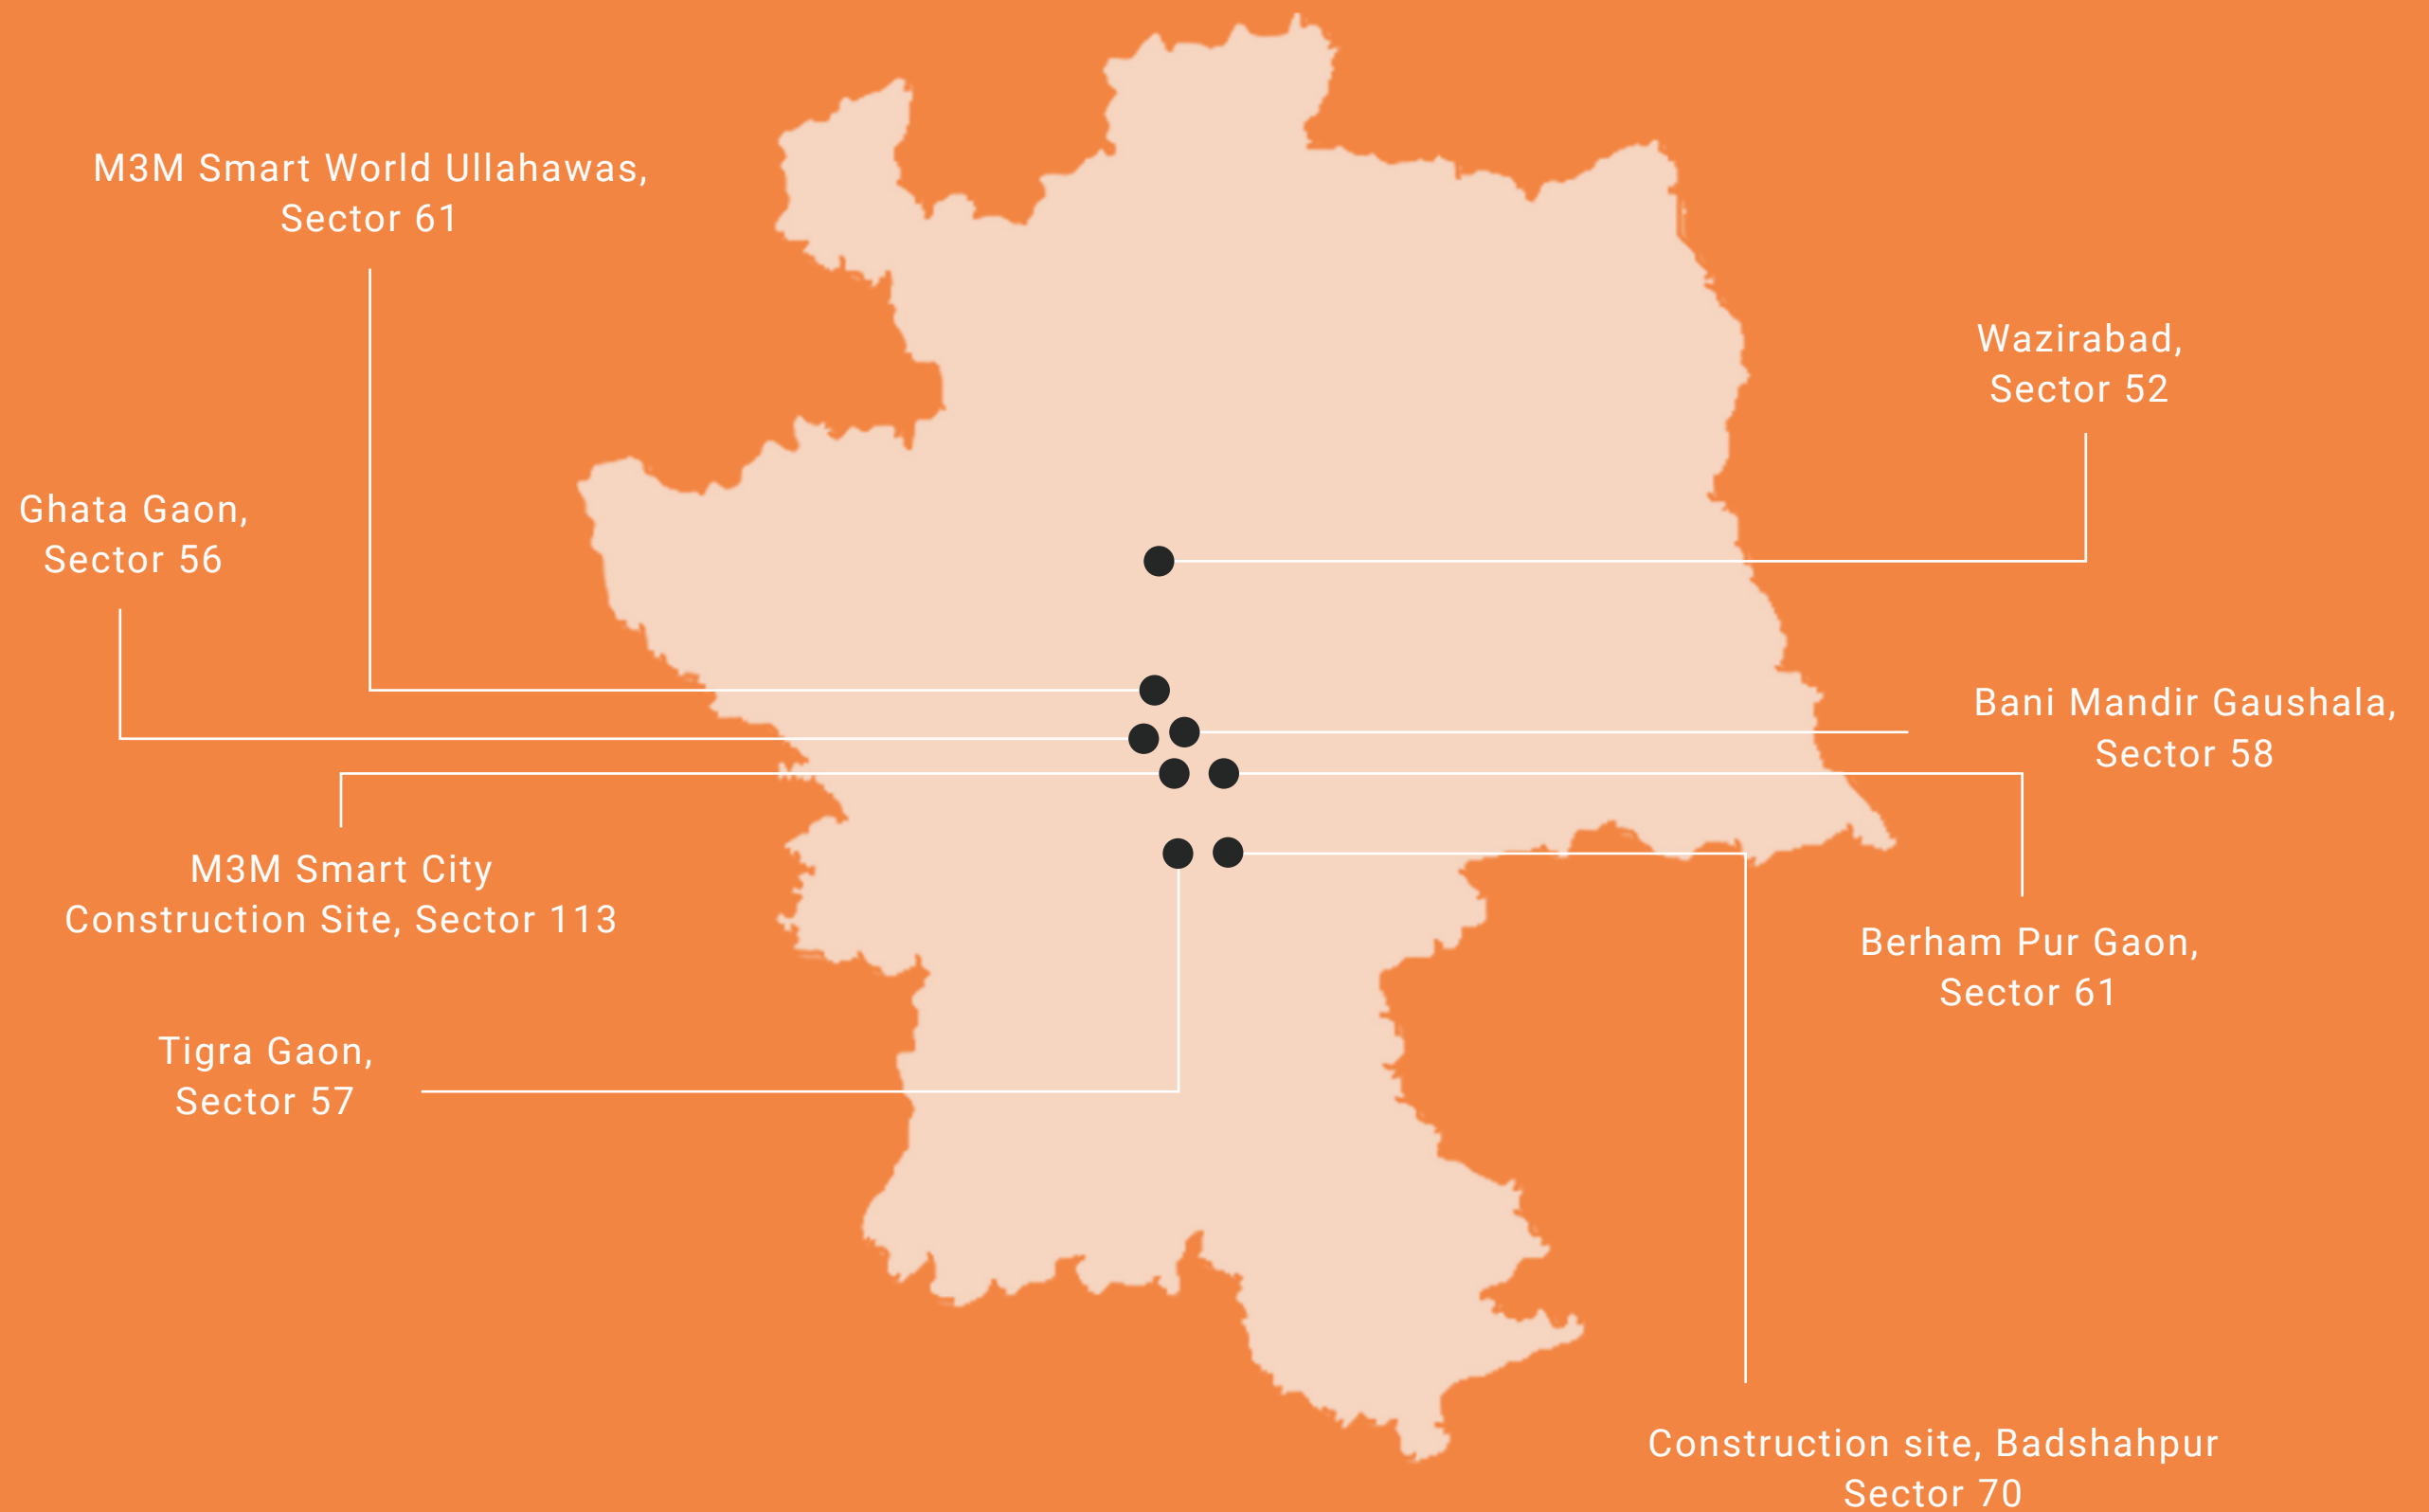 M3M Smart World Ullahawas,
Sector 61
Wazirabad,
Sector 52
Ghata Gaon,
Sector 56
Bani Mandir Gaushala,
Sector 58
M3M Smart City
Construction Site, Sector 113
Berham Pur Gaon,
Sector 61
Tigra Gaon,
Sector 57
Construction site, Badshahpur
Sector 70